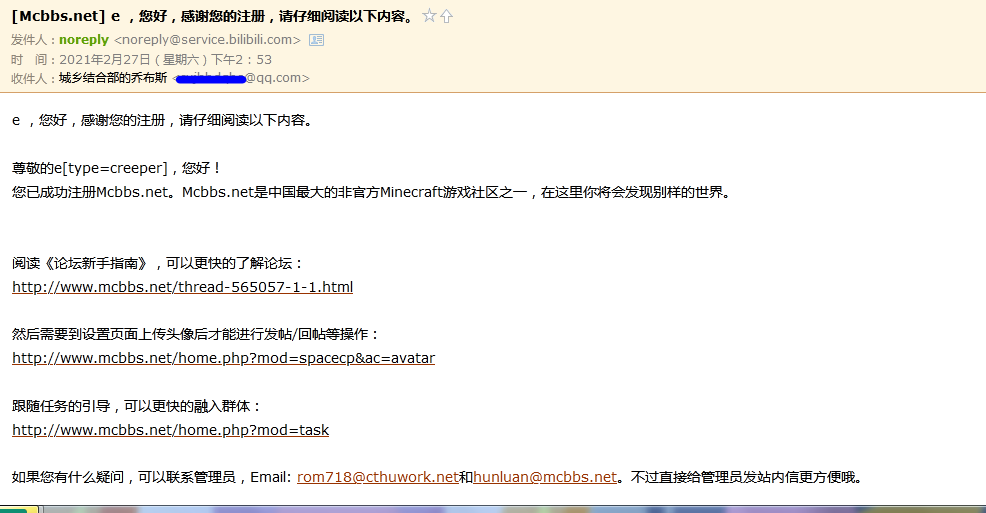 [Mcbbs.net] e ，您好，感谢您的注册，请仔细阅读以下内容。
发件人：noreply <noreply@service.bilibili.com>
时　间：2021年2月27日 (星期六) 下午2：53
收件人：城乡结合部的乔布斯 < @qq.com>
e ，您好，感谢您的注册，请仔细阅读以下内容。
尊敬的e[type=creeper]，您好！
您已成功注册Mcbbs.net。Mcbbs.net是中国最大的非官方Minecraft游戏社区之一，在这里你将会发现别样的世界。
阅读《论坛新手指南》，可以更快的了解论坛：
http://www.mcbbs.net/thread-565057-1-1.html
然后需要到设置页面上传头像后才能进行发帖/回帖等操作：
http://www.mcbbs.net/home.php?mod=spacecp&ac=avatar
跟随任务的引导，可以更快的融入群体：
http://www.mcbbs.net/home.php?mod=task
如果您有什么疑问，可以联系管理员，Email: rom718@cthuwork.net和hunluan@mcbbs.net。不过直接给管理员发站内信更方便哦。